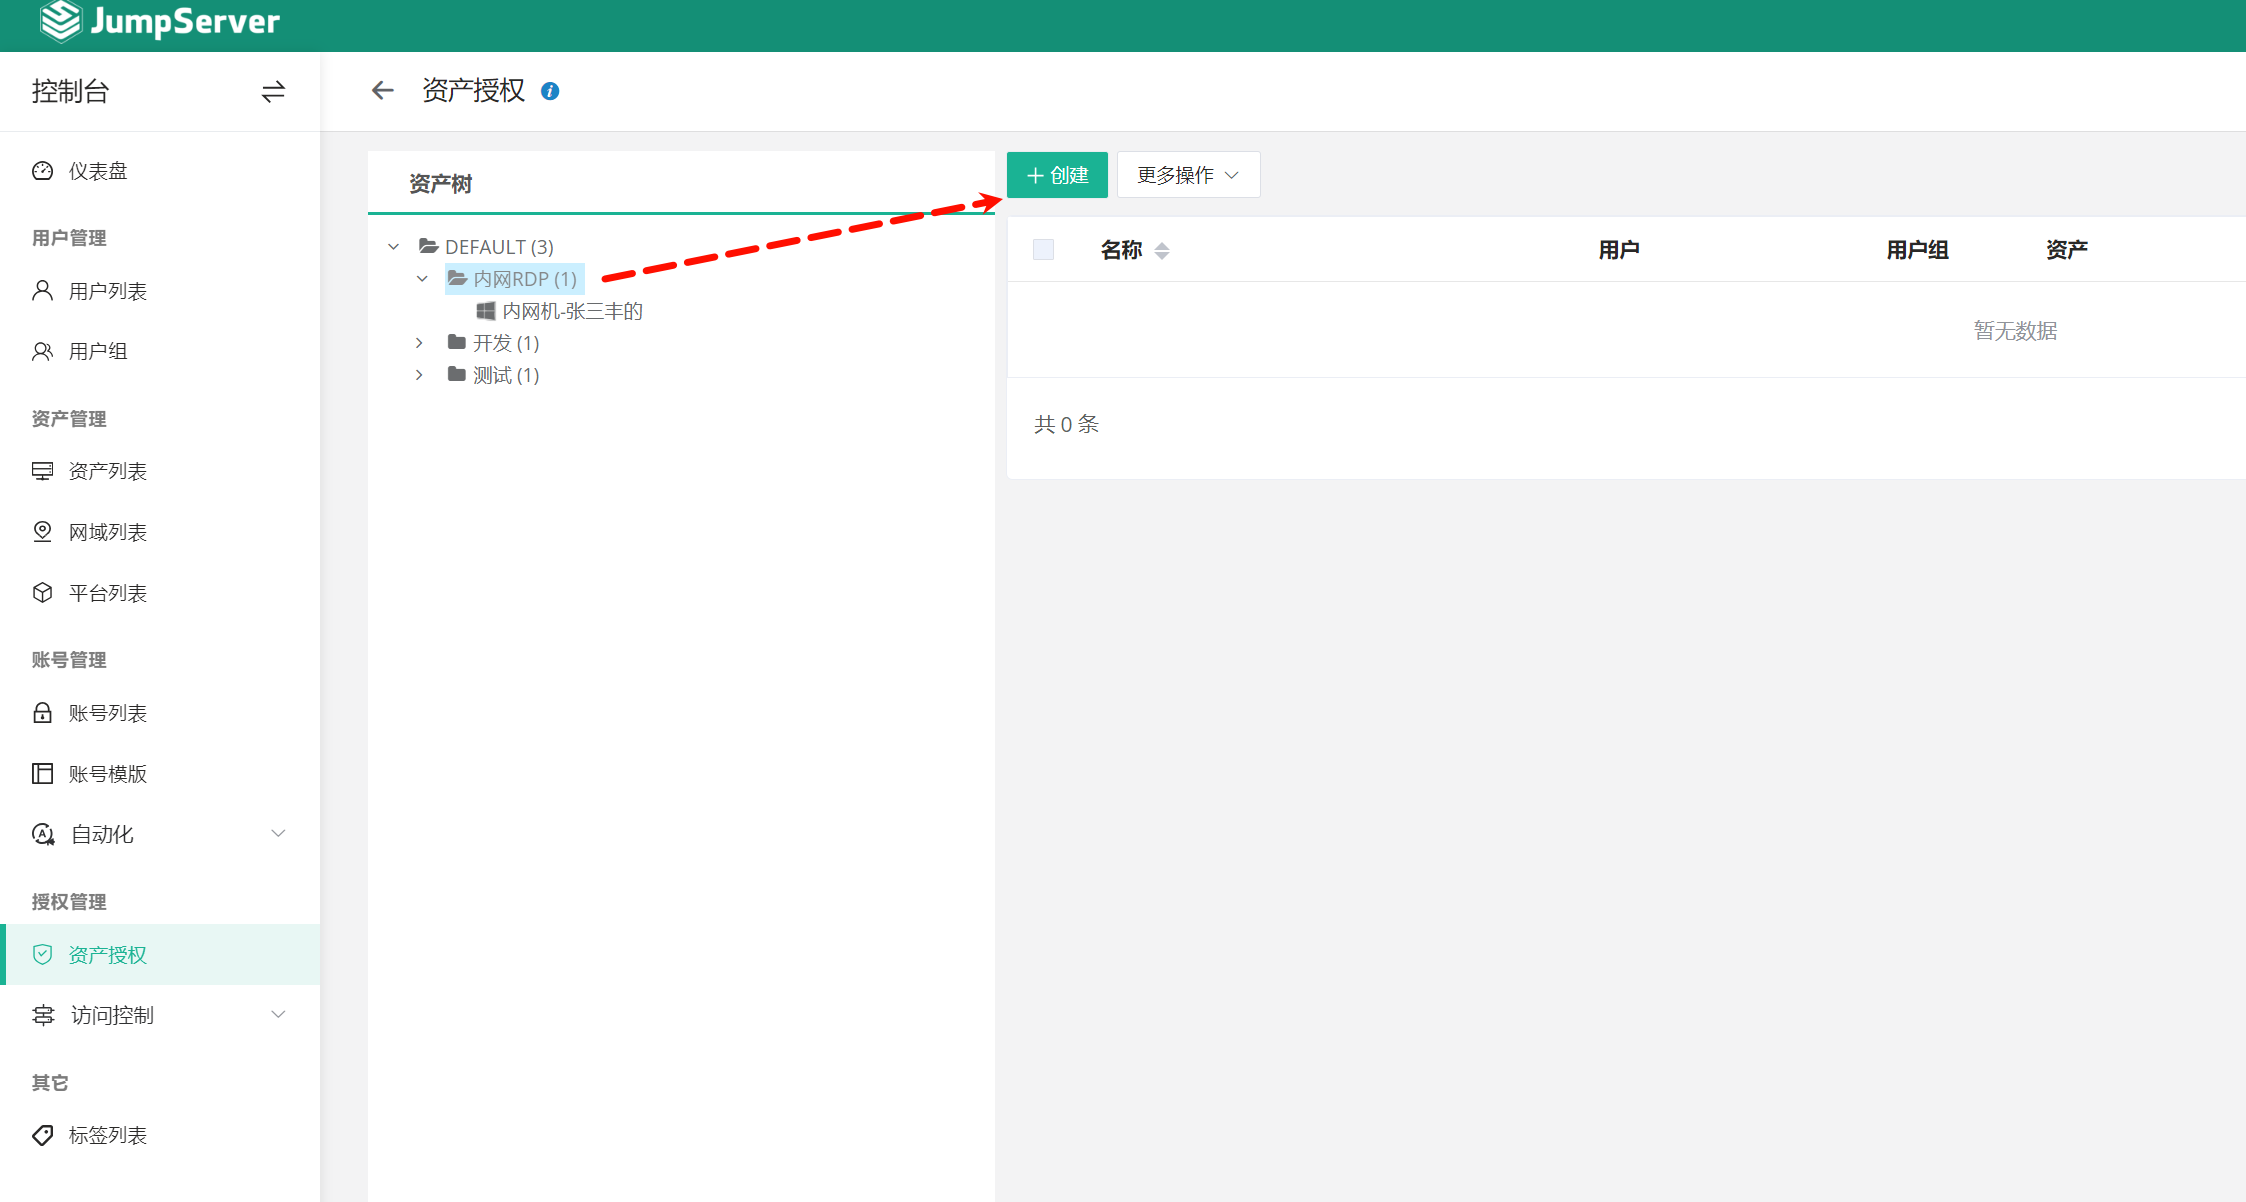 JumpServer
控制台
仪表盘
用户管理
用户列表
用户组
资产管理
资产列表
网域列表
平台列表
账号管理
账号列表
账号模版
自动化
授权管理
资产授权
访问控制
其它
标签列表
资产授权
资产树
DEFAULT (3)
内网RDP (1)
内网机-张三丰的
开发 (1)
测试 (1)
创建 更多操作
名称 用户 用户组 资产
暂无数据
共 0 条